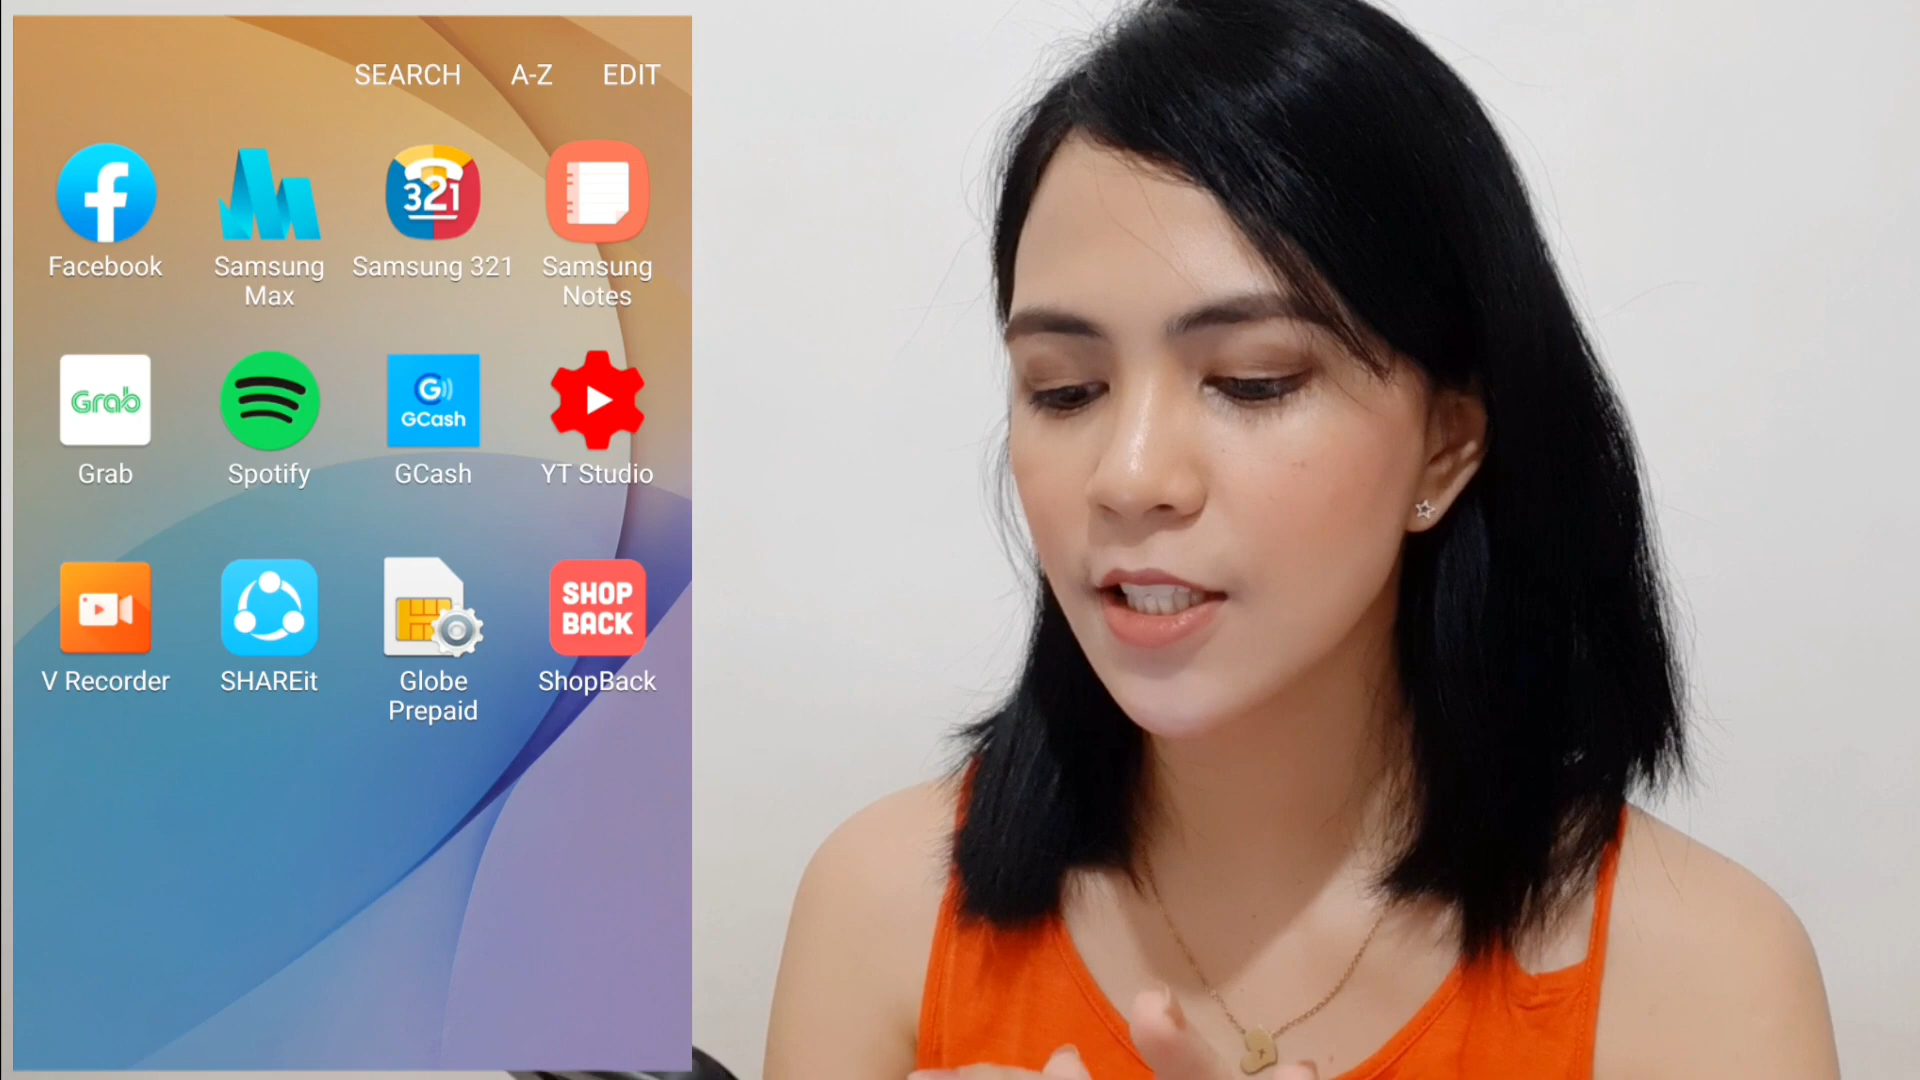 SEARCH A-Z EDIT
321
Facebook Samsung Max Samsung 321 Samsung Notes
Grab G GCash
Grab Spotify GCash YT Studio
SHOP
BACK
V Recorder SHAREit Globe Prepaid ShopBack